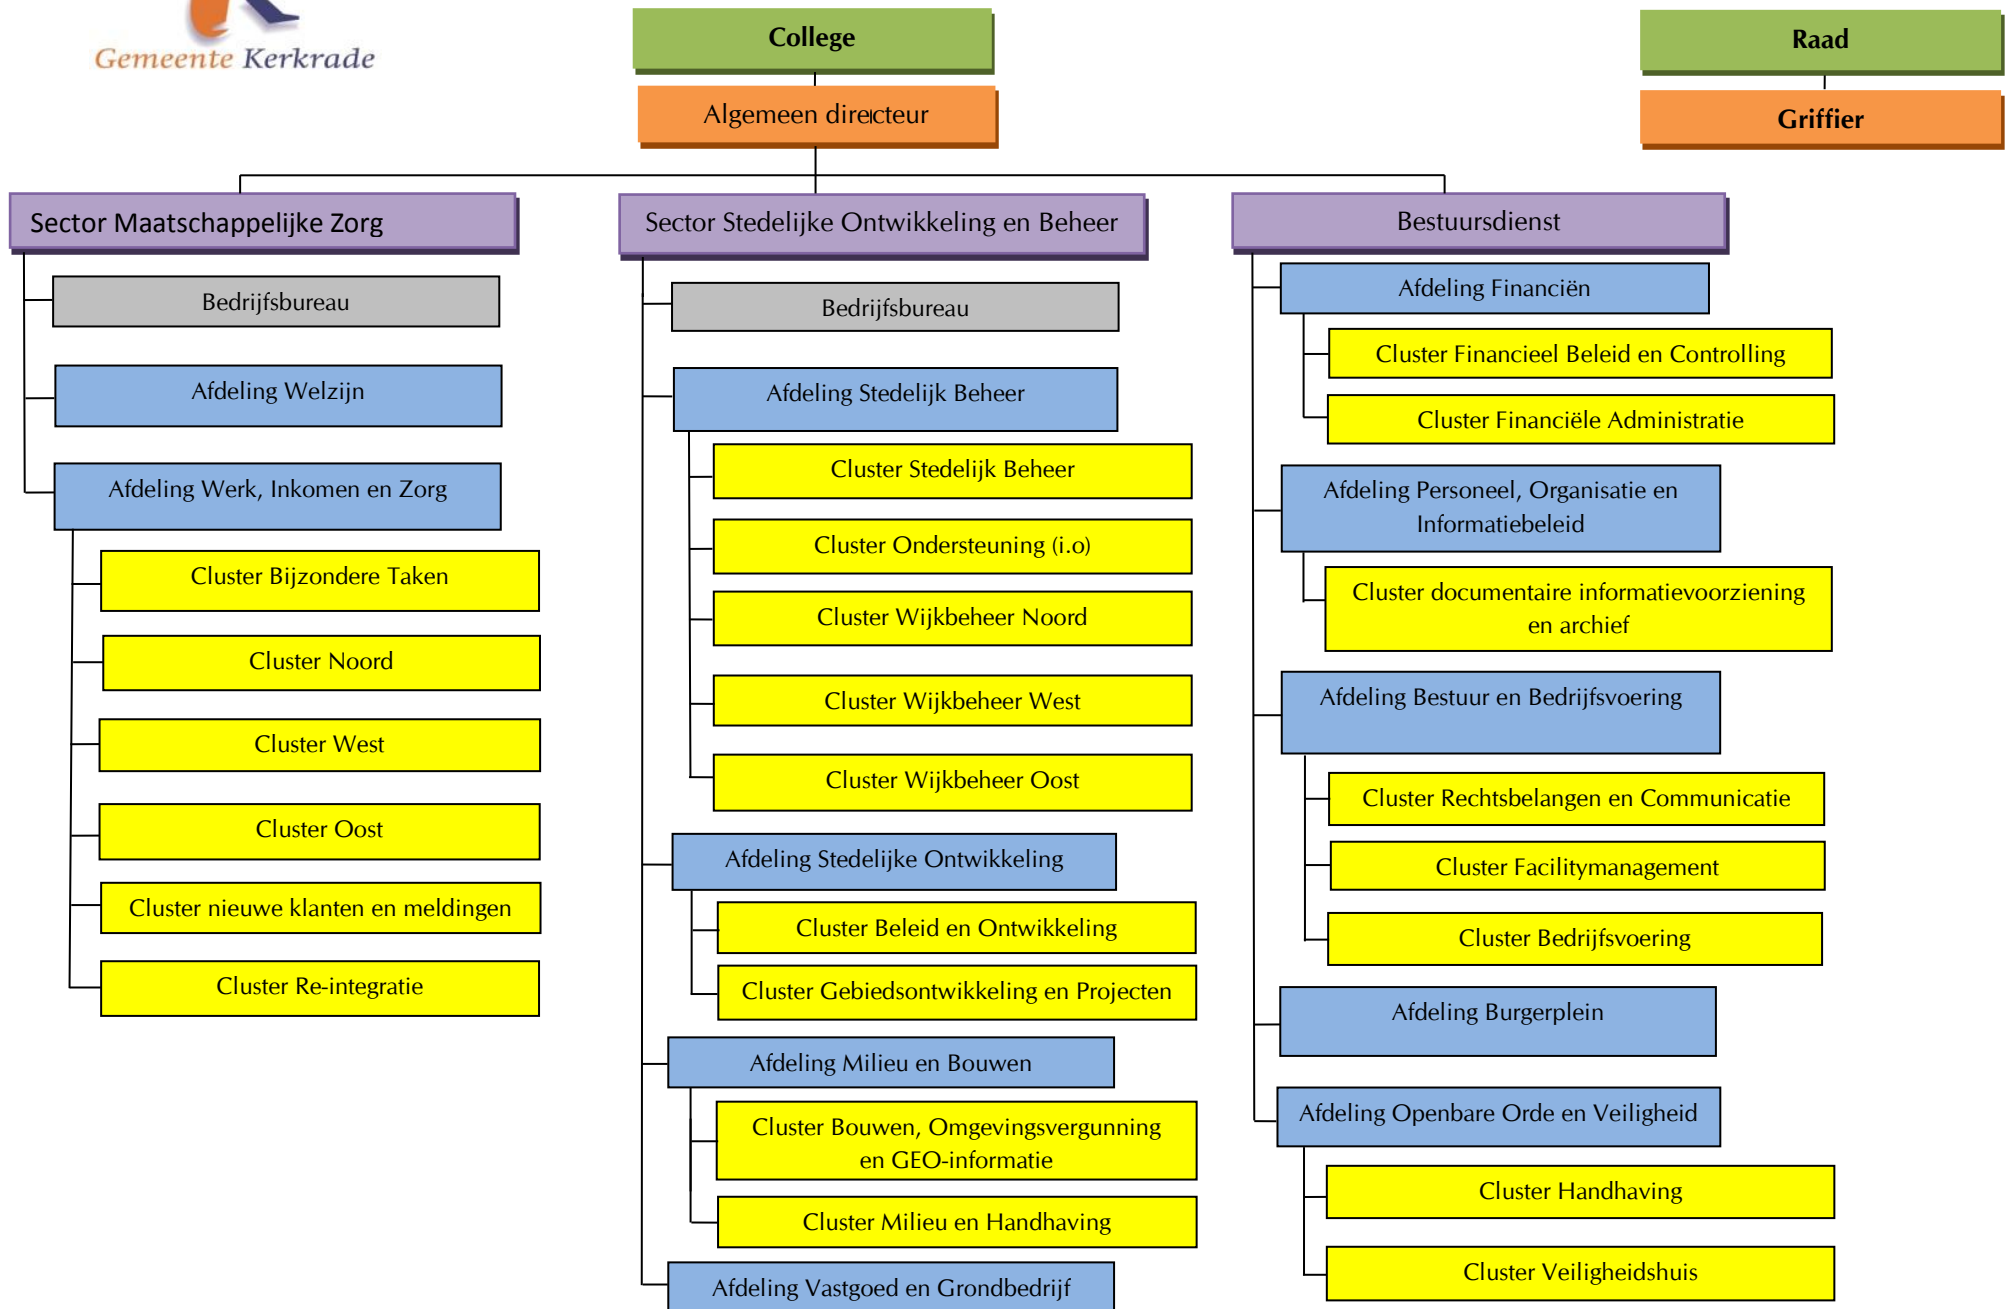 Gemeente Kerkrade
College
Algemeen directeur
Raad
Griffier
Sector Maatschappelijke Zorg
Bedrijfsbureau
Afdeling Welzijn
Afdeling Werk, Inkomen en Zorg
Cluster Bijzondere Taken
Cluster Noord
Cluster West
Cluster Oost
Cluster nieuwe klanten en meldingen
Cluster Re-integratie
Sector Stedelijke Ontwikkeling en Beheer
Bedrijfsbureau
Afdeling Stedelijk Beheer
Cluster Stedelijk Beheer
Cluster Ondersteuning (i.o)
Cluster Wijkbeheer Noord
Cluster Wijkbeheer West
Cluster Wijkbeheer Oost
Afdeling Stedelijke Ontwikkeling
Cluster Beleid en Ontwikkeling
Cluster Gebiedsontwikkeling en Projecten
Afdeling Milieu en Bouwen
Cluster Bouwen, Omgevingsvergunning
en GEO-informatie
Cluster Milieu en Handhaving
Afdeling Vastgoed en Grondbedrijf
Bestuursdienst
Afdeling Financiën
Cluster Financieel Beleid en Controlling
Cluster Financiële Administratie
Afdeling Personeel, Organisatie en
Informatiebeleid
Cluster documentaire informatievoorziening
en archief
Afdeling Bestuur en Bedrijfsvoering
Cluster Rechtsbelangen en Communicatie
Cluster Facilitymanagement
Cluster Bedrijfsvoering
Afdeling Burgerplein
Afdeling Openbare Orde en Veiligheid
Cluster Handhaving
Cluster Veiligheidshuis